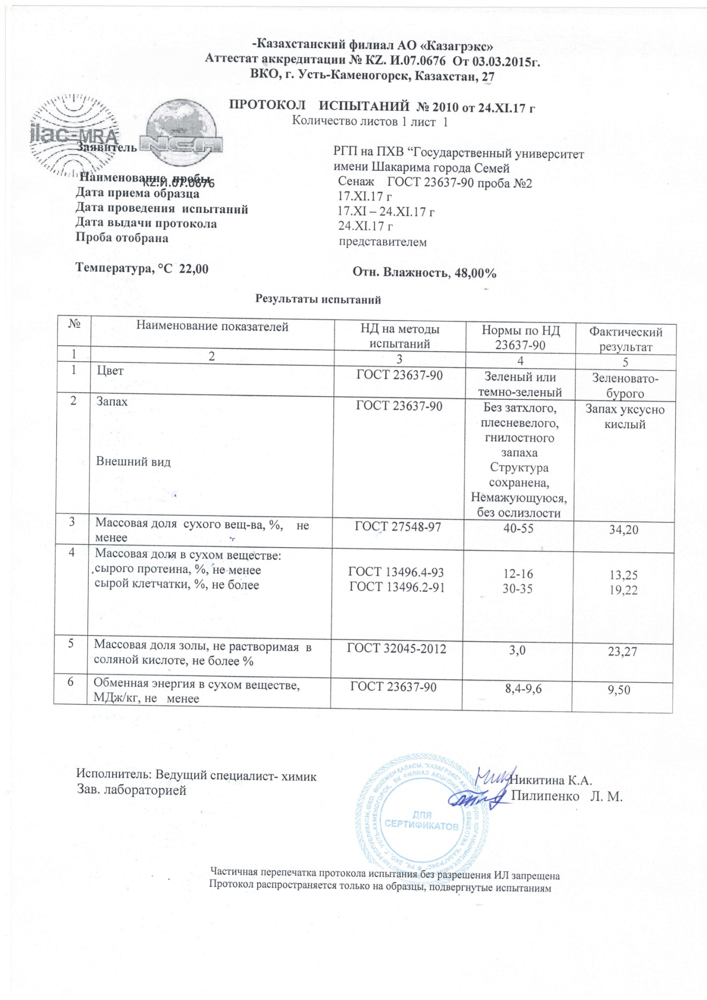 -Казахстанский филиал АО «Казагрэкс»
Аттестат аккредитации № KZ. И.07.0676 От 03.03.2015г.
ВКО, г. Усть-Каменогорск, Казахстан, 27
ПРОТОКОЛ ИСПЫТАНИЙ № 2010 от 24.XI.17 г
Количество листов 1 лист 1
ilac-MRA
NCA
KZ.И.07.0676
Заявитель РГП на ПХВ “Государственный университет
имени Шакарима города Семей
Наименование пробы Сенаж ГОСТ 23637-90 проба №2
Дата приема образца 17.XI.17 г
Дата проведения испытаний 17.XI – 24.XI.17 г
Дата выдачи протокола 24.XI.17 г
Проба отобрана представителем
Температура, °С 22,00 Отн. Влажность, 48,00%
Результаты испытаний
№ Наименование показателей НД на методы Нормы по НД Фактический
испытаний 23637-90 результат
1 2 3 4 5
1 Цвет ГОСТ 23637-90 Зеленый или Зеленовато-
темно-зеленый бурого
2 Запах ГОСТ 23637-90 Без затхлого, Запах уксусно
плесневелого, кислый
гнилостного
запаха
Внешний вид Структура
сохранена,
Немажующуюся,
без ослизлости
3 Массовая доля сухого вещ-ва, %, не ГОСТ 27548-97 40-55 34,20
менее
4 Массовая доля в сухом веществе:
сырого протеина, %, не менее ГОСТ 13496.4-93 12-16 13,25
сырой клетчатки, %, не более ГОСТ 13496.2-91 30-35 19,22
5 Массовая доля золы, не растворимая в ГОСТ 32045-2012 3,0 23,27
соляной кислоте, не более %
6 Обменная энергия в сухом веществе, ГОСТ 23637-90 8,4-9,6 9,50
МДж/кг, не менее
Исполнитель: Ведущий специалист- химик Никитина К.А.
Зав. лабораторией Пилипенко Л. М.
ДЛЯ
СЕРТИФИКАТОВ
Частичная перепечатка протокола испытания без разрешения ИЛ запрещена
Протокол распространяется только на образцы, подвергнутые испытаниям